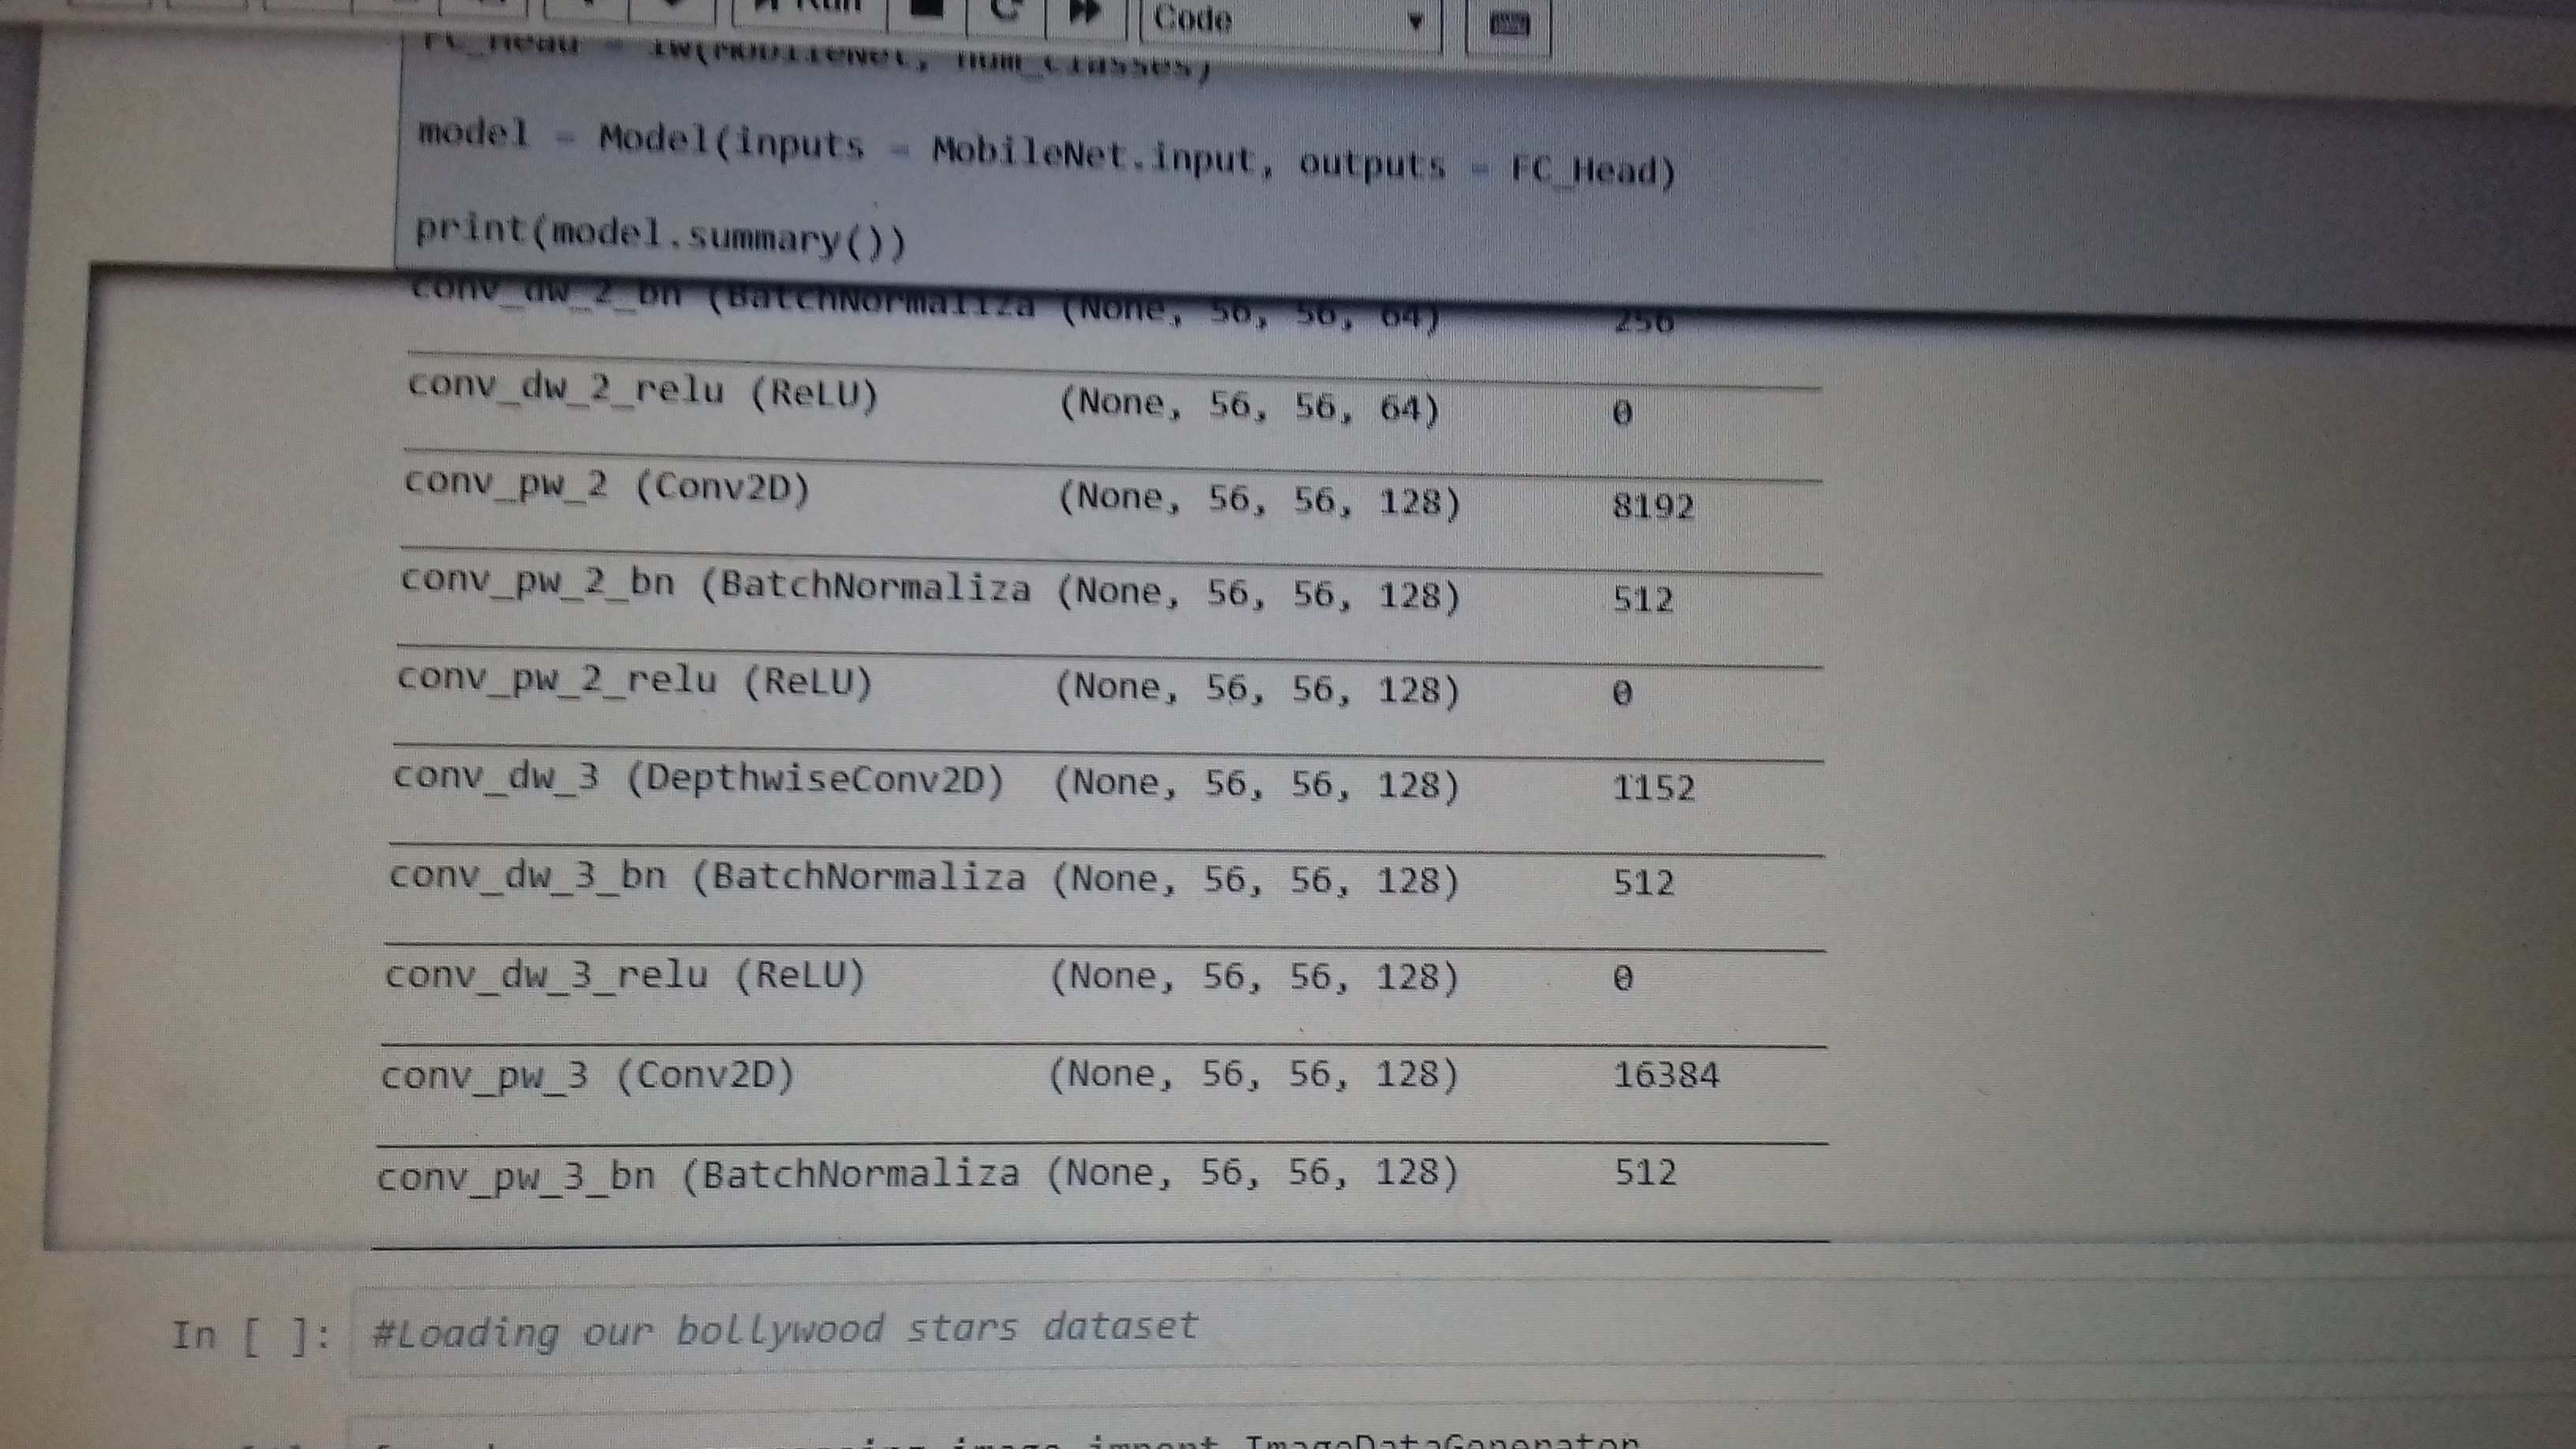 Run Code
FC_Head = lw(MobileNet, num_classes)
model = Model(inputs = MobileNet.input, outputs = FC_Head)
print(model.summary())
conv_dw_2_bn (BatchNormaliza (None, 56, 56, 64) 256
conv_dw_2_relu (ReLU) (None, 56, 56, 64) 0
conv_pw_2 (Conv2D) (None, 56, 56, 128) 8192
conv_pw_2_bn (BatchNormaliza (None, 56, 56, 128) 512
conv_pw_2_relu (ReLU) (None, 56, 56, 128) 0
conv_dw_3 (DepthwiseConv2D) (None, 56, 56, 128) 1152
conv_dw_3_bn (BatchNormaliza (None, 56, 56, 128) 512
conv_dw_3_relu (ReLU) (None, 56, 56, 128) 0
conv_pw_3 (Conv2D) (None, 56, 56, 128) 16384
conv_pw_3_bn (BatchNormaliza (None, 56, 56, 128) 512
In [ ]: #Loading our bollywood stars dataset
image import ImageDataGenerator